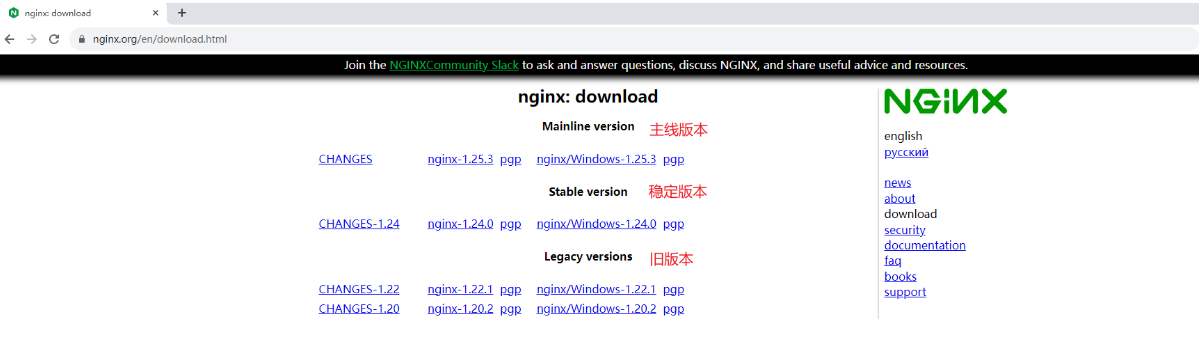 nginx: download
nginx.org/en/download.html
Join the NGINXCommunity Slack to ask and answer questions, discuss NGINX, and share useful advice and resources.
nginx: download
Mainline version 主线版本
CHANGES nginx-1.25.3 pgp nginx/Windows-1.25.3 pgp
Stable version 稳定版本
CHANGES-1.24 nginx-1.24.0 pgp nginx/Windows-1.24.0 pgp
Legacy versions 旧版本
CHANGES-1.22 nginx-1.22.1 pgp nginx/Windows-1.22.1 pgp
CHANGES-1.20 nginx-1.20.2 pgp nginx/Windows-1.20.2 pgp
NGINX
english
русский
news
about
download
security
documentation
faq
books
support